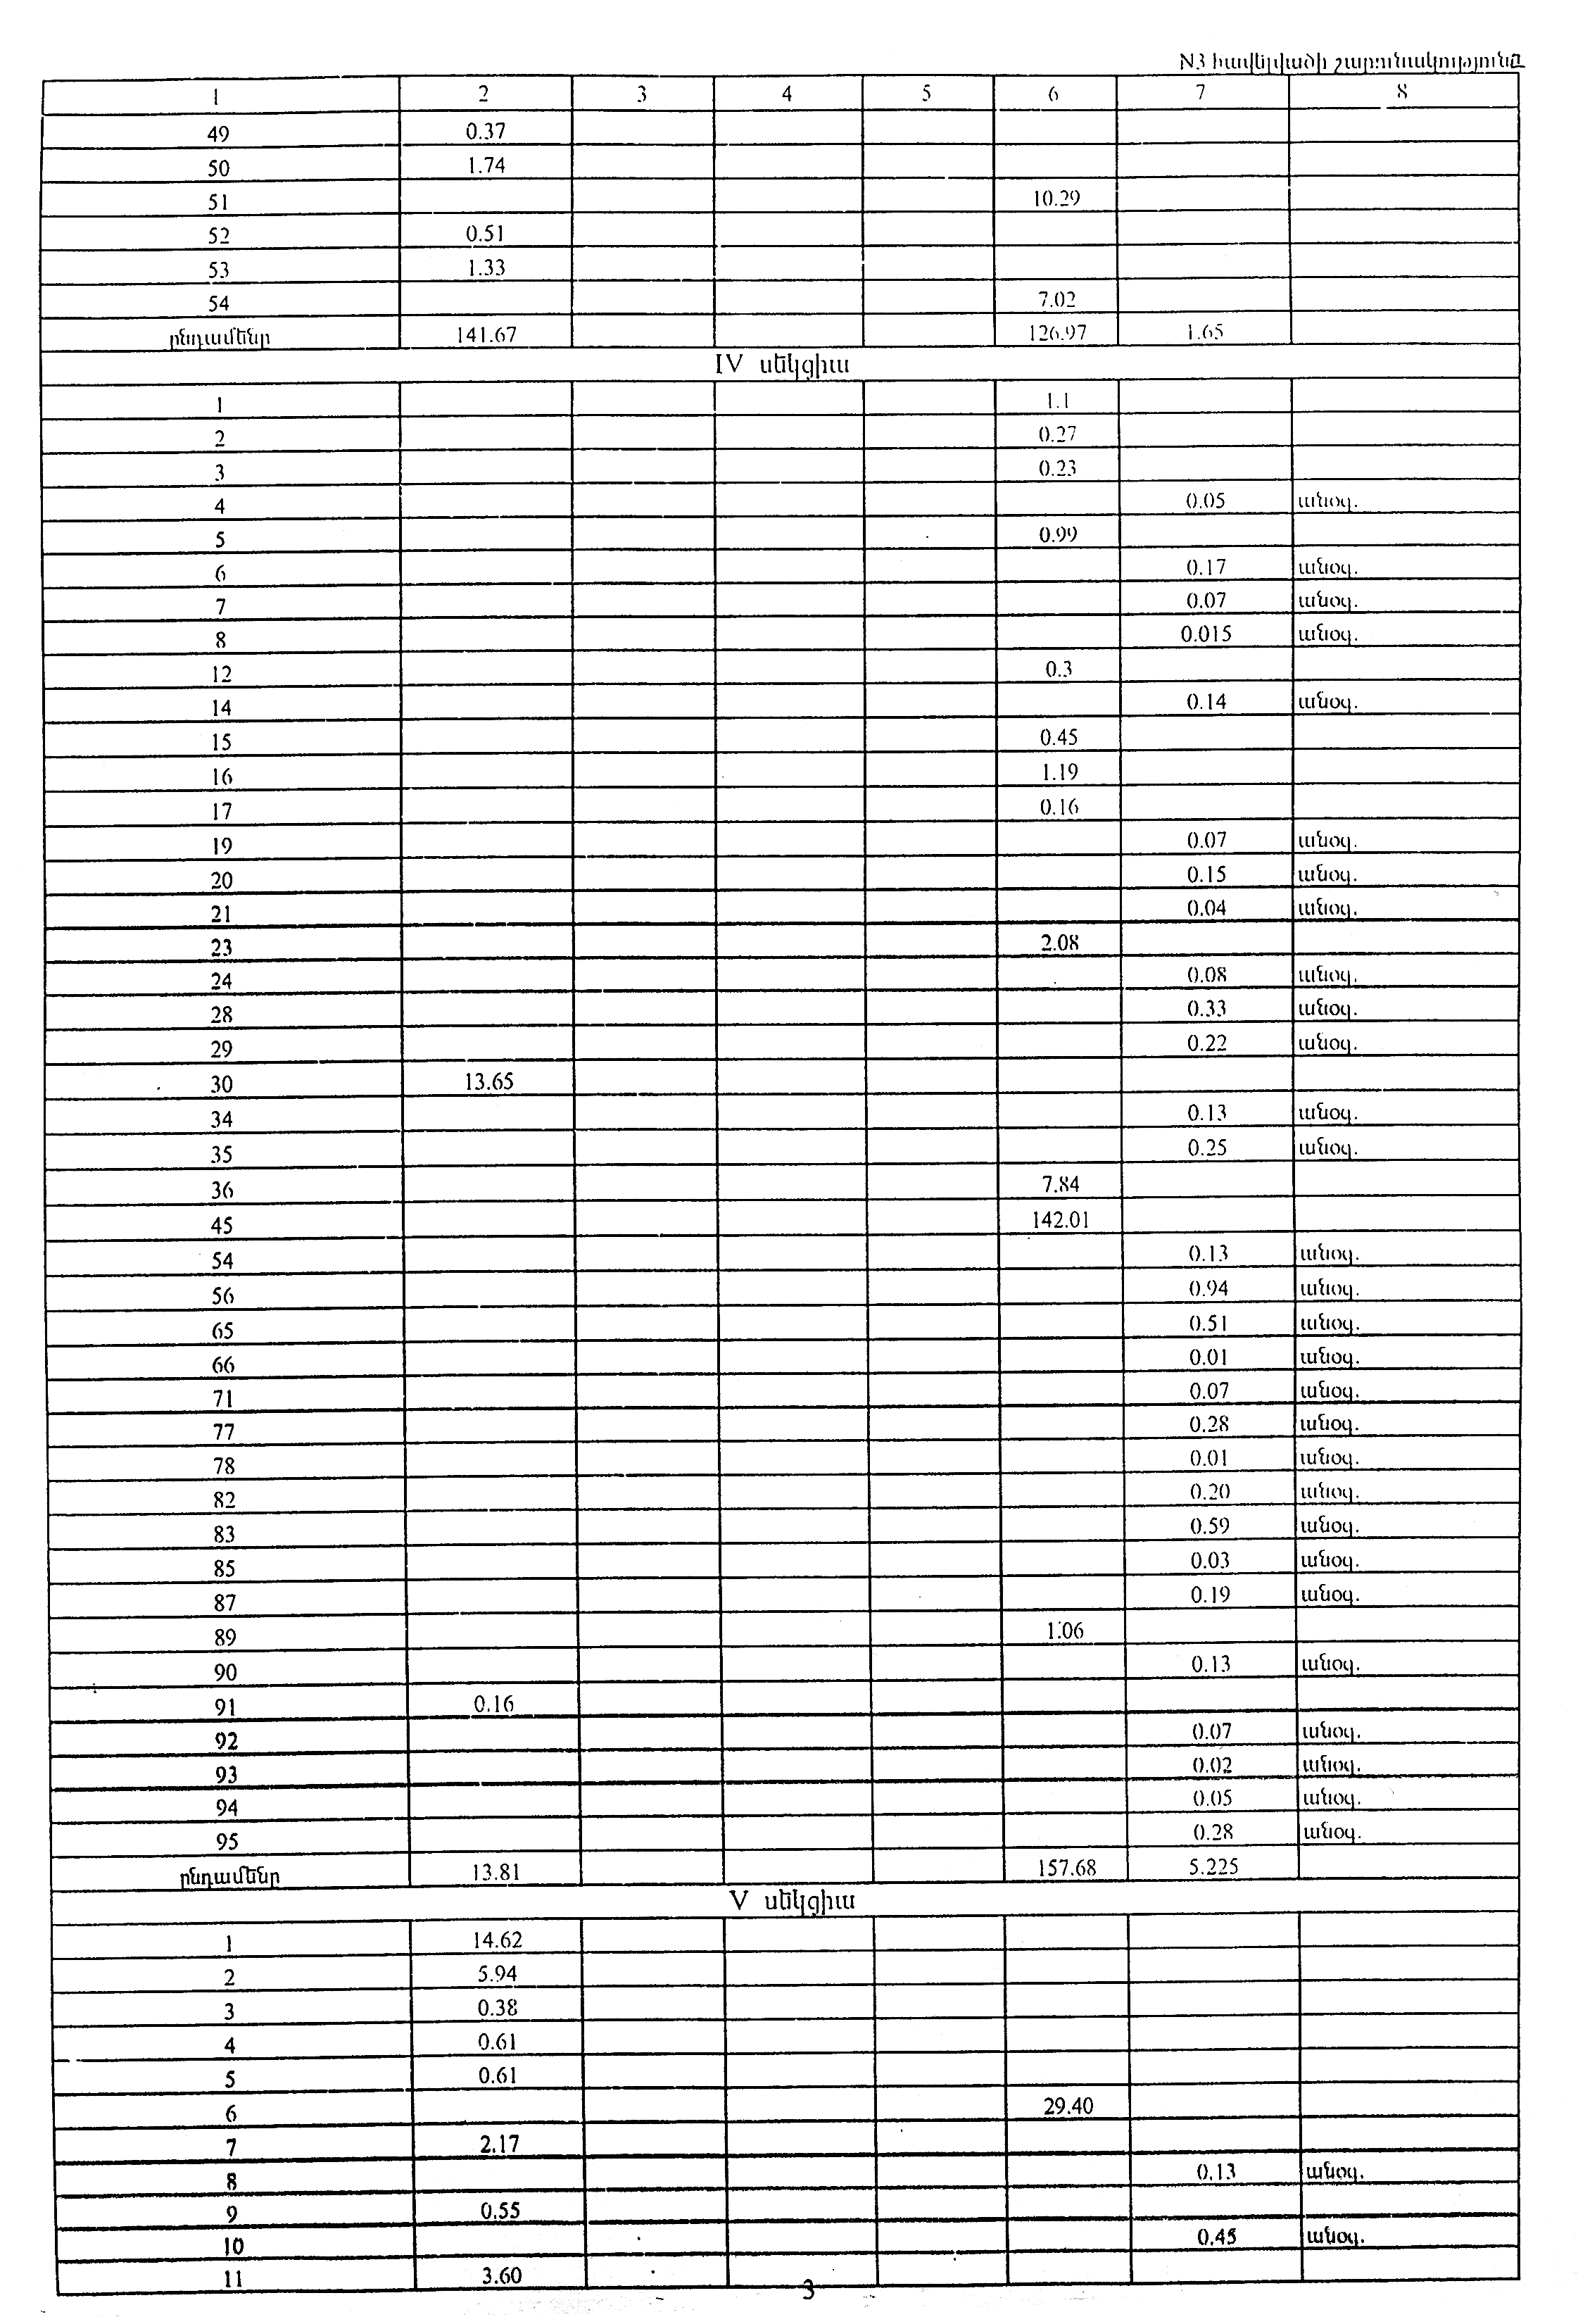 N3 հավելվածի շարունակությունը
1 2 3 4 5 6 7 8
49 0.37
50 1.74
51 10.29
52 0.51
53 1.33
54 7.02
ընդամենը 141.67 126.97 1.65
IV սեկցիա
1 1.1
2 0.27
3 0.23
4 0.05 անօգ.
5 0.99
6 0.17 անօգ.
7 0.07 անօգ.
8 0.015 անօգ.
12 0.3
14 0.14 անօգ.
15 0.45
16 1.19
17 0.16
19 0.07 անօգ.
20 0.15 անօգ.
21 0.04 անօգ.
23 2.08
24 0.08 անօգ.
28 0.33 անօգ.
29 0.22 անօգ.
30 13.65
34 0.13 անօգ.
35 0.25 անօգ.
36 7.84
45 142.01
54 0.13 անօգ.
56 0.94 անօգ.
65 0.51 անօգ.
66 0.01 անօգ.
71 0.07 անօգ.
77 0.28 անօգ.
78 0.01 անօգ.
82 0.20 անօգ.
83 0.59 անօգ.
85 0.03 անօգ.
87 0.19 անօգ.
89 1.06
90 0.13 անօգ.
91 0.16
92 0.07 անօգ.
93 0.02 անօգ.
94 0.05 անօգ.
95 0.28 անօգ.
ընդամենը 13.81 157.68 5.225
V սեկցիա
1 14.62
2 5.94
3 0.38
4 0.61
5 0.61
6 29.40
7 2.17
8 0.13 անօգ.
9 0.55
10 0.45 անօգ.
11 3.60
3